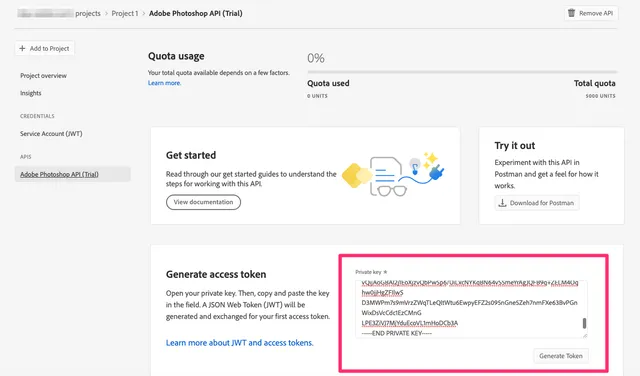 projects > Project 1 > Adobe Photoshop API (Trial)
Remove API
+ Add to Project
Project overview
Insights
CREDENTIALS
Service Account (JWT)
APIS
Adobe Photoshop API (Trial)
Quota usage
Your total quota available depends on a few factors.
Learn more.
0%
Quota used
Total quota
0 UNITS
5000 UNITS
Get started
Read through our get started guides to understand the
steps for working with this API.
View documentation
Try it out
Experiment with this API in
Postman and get a feel for how it
works.
Download for Postman
Generate access token
Open your private key. Then, copy and paste the key
in the field. A JSON Web Token (JWT) will be
generated and exchanged for your first access token.
Learn more about JWT and access tokens.
Private key *
-----END PRIVATE KEY-----
Generate Token